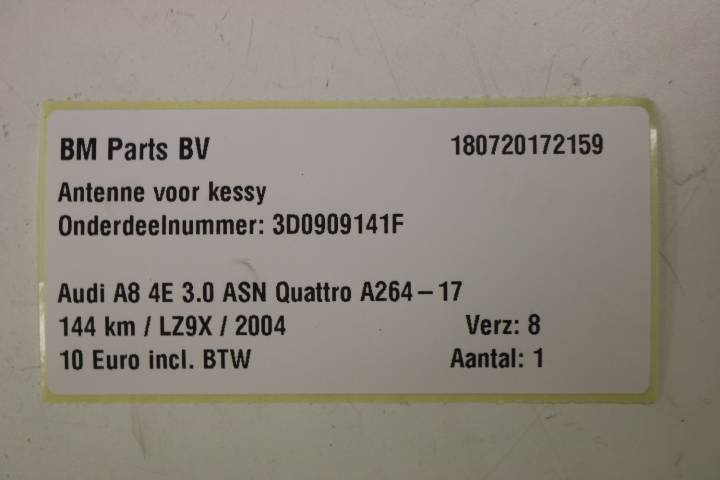 BM Parts BV 180720172159
Antenne voor kessy
Onderdeelnummer: 3D0909141F
Audi A8 4E 3.0 ASN Quattro A264-17
144 km / LZ9X / 2004 Verz: 8
10 Euro incl. BTW Aantal: 1